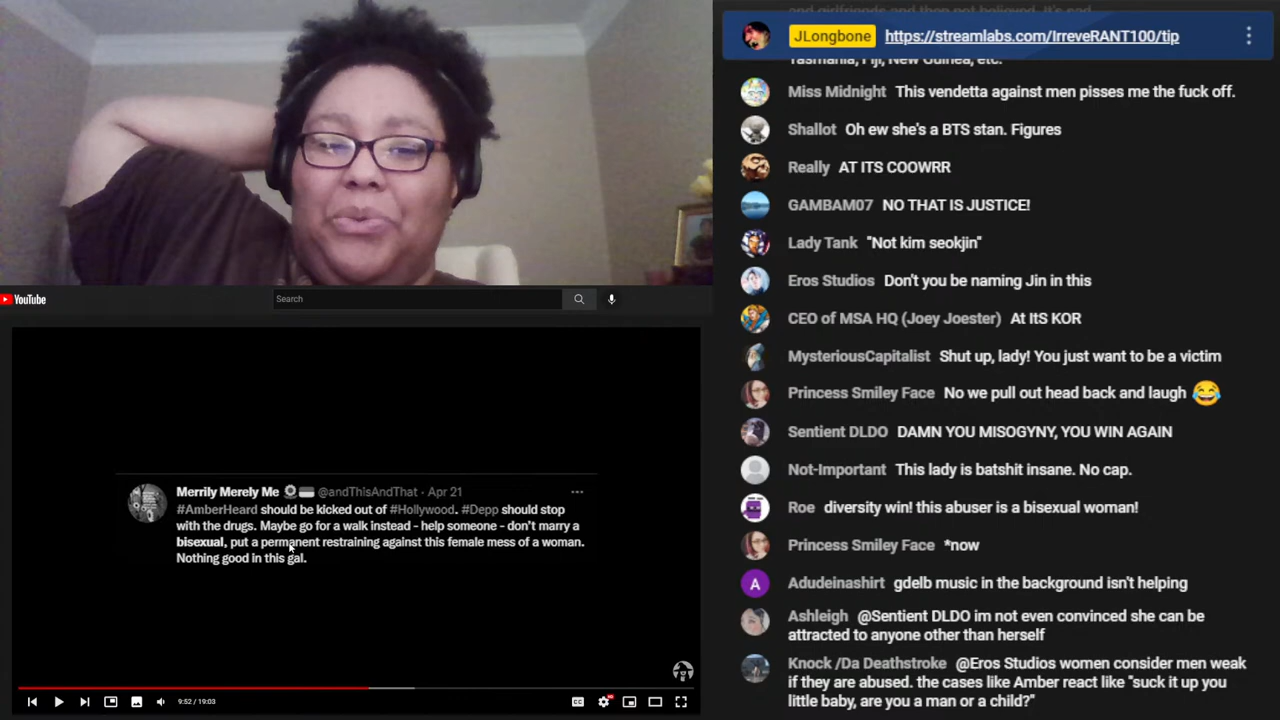 and girlfriends and then not believed. It's sad
JLongbone https://streamlabs.com/IrreveRANT100/tip
Tasmania, Fiji, New Guinea, etc.
Miss Midnight This vendetta against men pisses me the fuck off.
Shallot Oh ew she's a BTS stan. Figures
Really AT ITS COOWRR
GAMBAM07 NO THAT IS JUSTICE!
Lady Tank "Not kim seokjin"
Eros Studios Don't you be naming Jin in this
CEO of MSA HQ (Joey Joester) At ItS KOR
MysteriousCapitalist Shut up, lady! You just want to be a victim
Princess Smiley Face No we pull out head back and laugh 😂
Sentient DLDO DAMN YOU MISOGYNY, YOU WIN AGAIN
Not-Important This lady is batshit insane. No cap.
Roe diversity win! this abuser is a bisexual woman!
Princess Smiley Face *now
A
Adudeinashirt gdelb music in the background isn't helping
Ashleigh @Sentient DLDO im not even convinced she can be
attracted to anyone other than herself
Knock /Da Deathstroke @Eros Studios women consider men weak
if they are abused. the cases like Amber react like "suck it up you
little baby, are you a man or a child?"
YouTube
Search
Merrily Merely Me @andThisAndThat · Apr 21
#AmberHeard should be kicked out of #Hollywood. #Depp should stop
with the drugs. Maybe go for a walk instead - help someone - don't marry a
bisexual, put a permanent restraining against this female mess of a woman.
Nothing good in this gal.
9:52 / 19:03